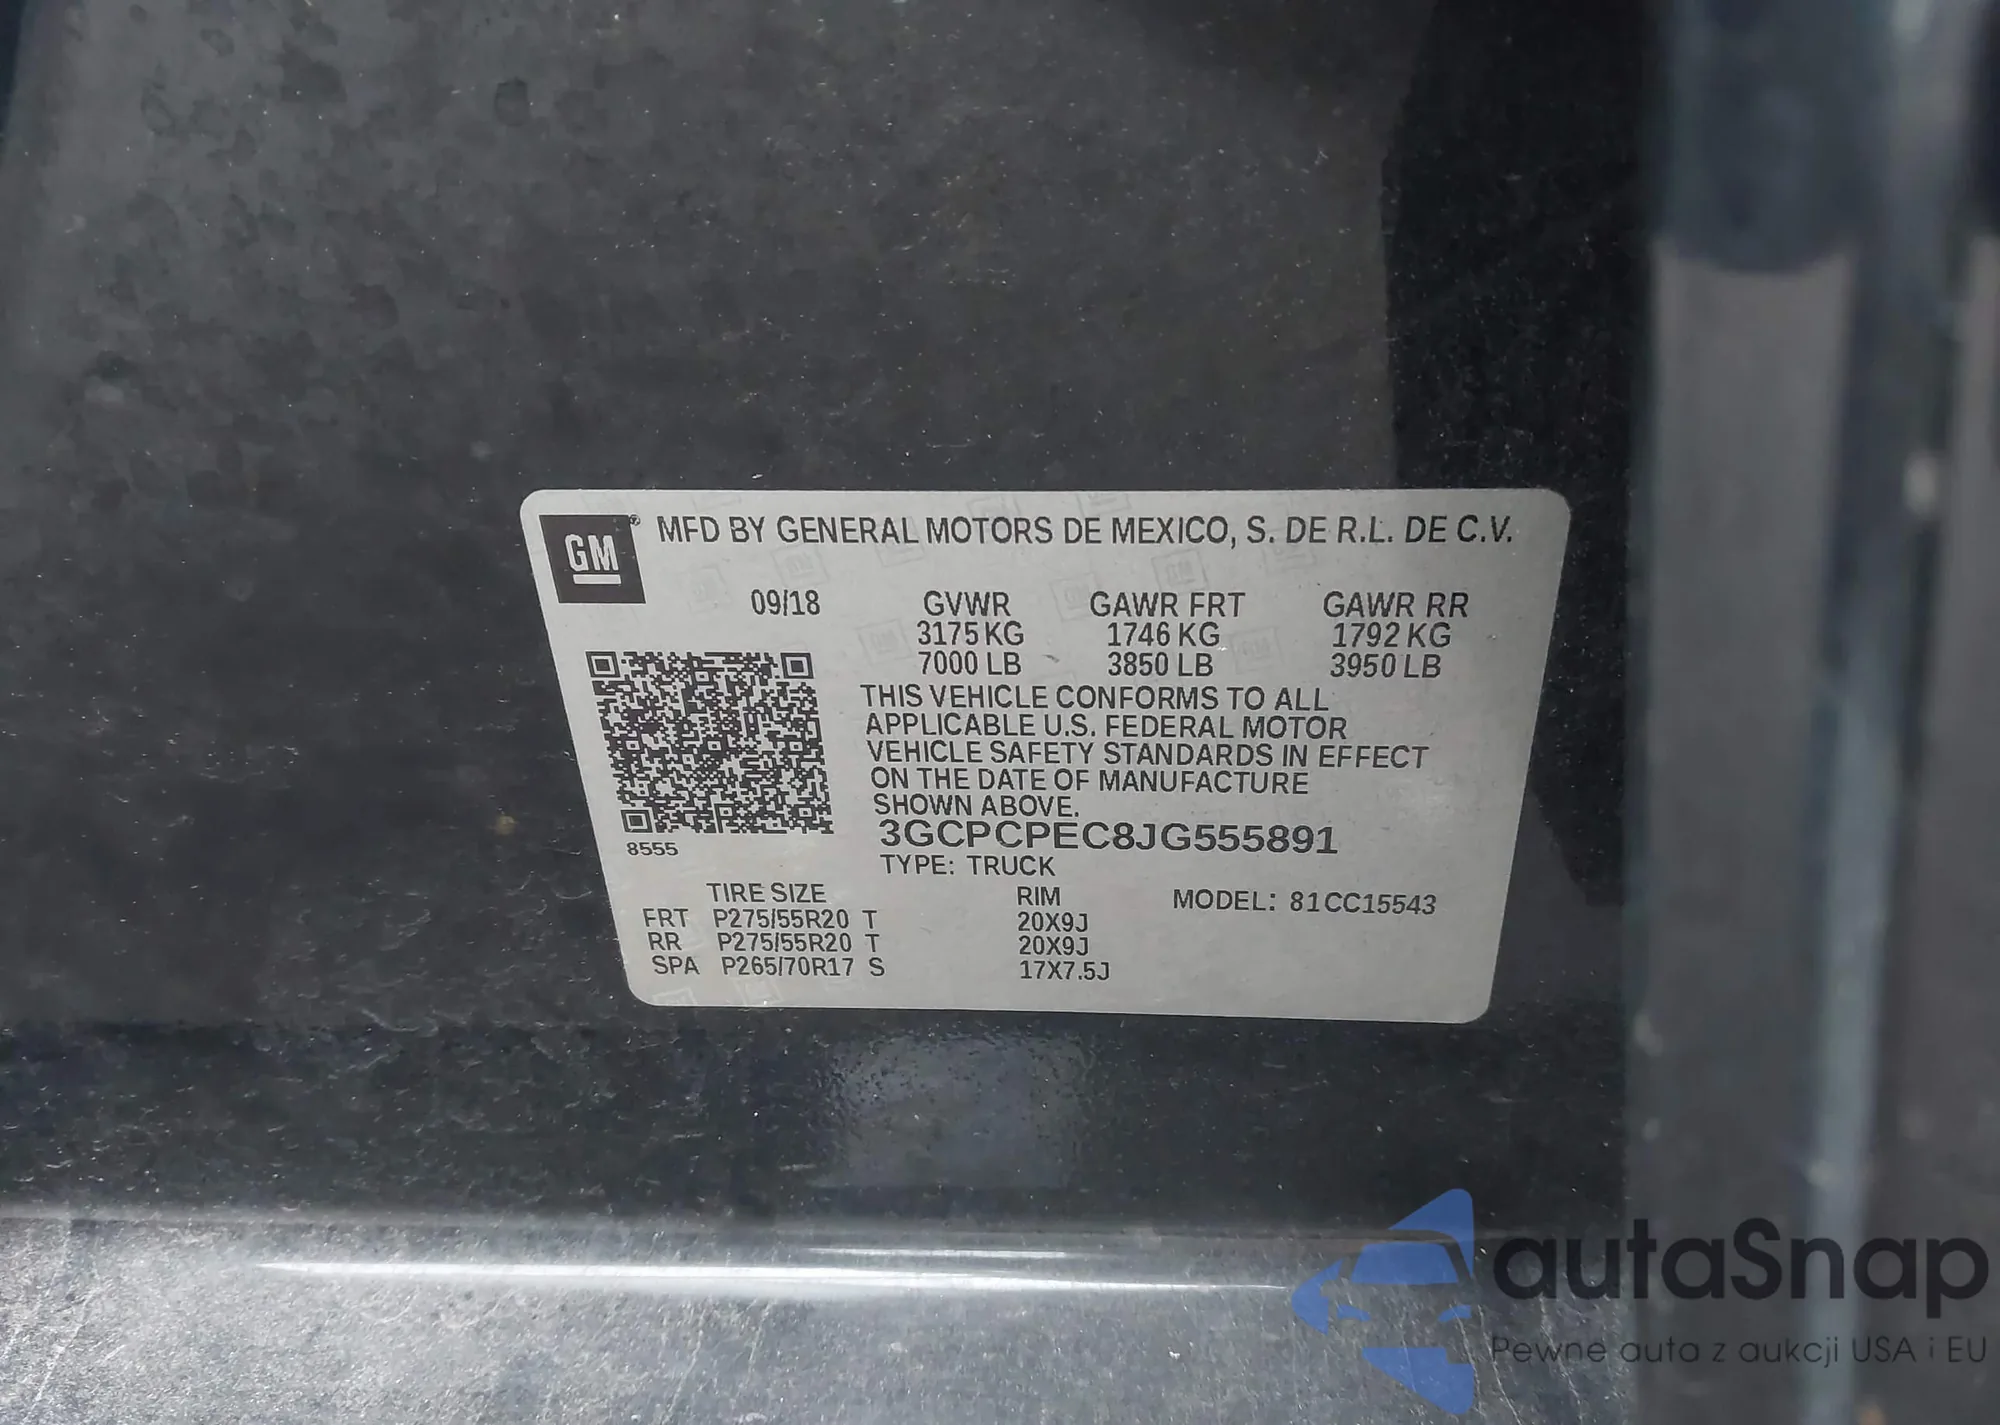 GM
® MFD BY GENERAL MOTORS DE MEXICO, S. DE R.L. DE C.V.
09/18 GVWR GAWR FRT GAWR RR
3175 KG 1746 KG 1792 KG
7000 LB 3850 LB 3950 LB
THIS VEHICLE CONFORMS TO ALL
APPLICABLE U.S. FEDERAL MOTOR
VEHICLE SAFETY STANDARDS IN EFFECT
ON THE DATE OF MANUFACTURE
SHOWN ABOVE.
3GCPCPEC8JG555891
8555
TYPE: TRUCK
TIRE SIZE RIM MODEL: 81CC15543
FRT P275/55R20 T 20X9J
RR P275/55R20 T 20X9J
SPA P265/70R17 S 17X7.5J
autaSnap
Pewne auta z aukcji USA i EU